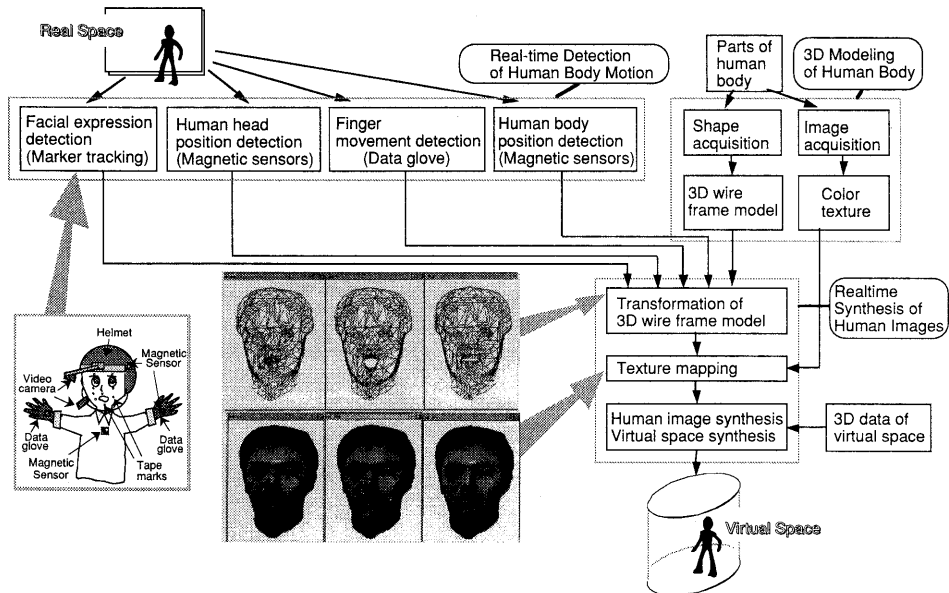 Real Space
Real-time Detection
of Human Body Motion
Parts of
human
body
3D Modeling
of Human Body
Facial expression
detection
(Marker tracking)
Human head
position detection
(Magnetic sensors)
Finger
movement detection
(Data glove)
Human body
position detection
(Magnetic sensors)
Shape
acquisition
Image
acquisition
3D wire
frame model
Color
texture
Transformation of
3D wire frame model
Realtime
Synthesis of
Human Images
Texture mapping
Human image synthesis
Virtual space synthesis
3D data of
virtual space
Helmet
Magnetic
Sensor
Video
camera
Data
glove
Magnetic
Sensor
Tape
marks
Data
glove
Virtual Space